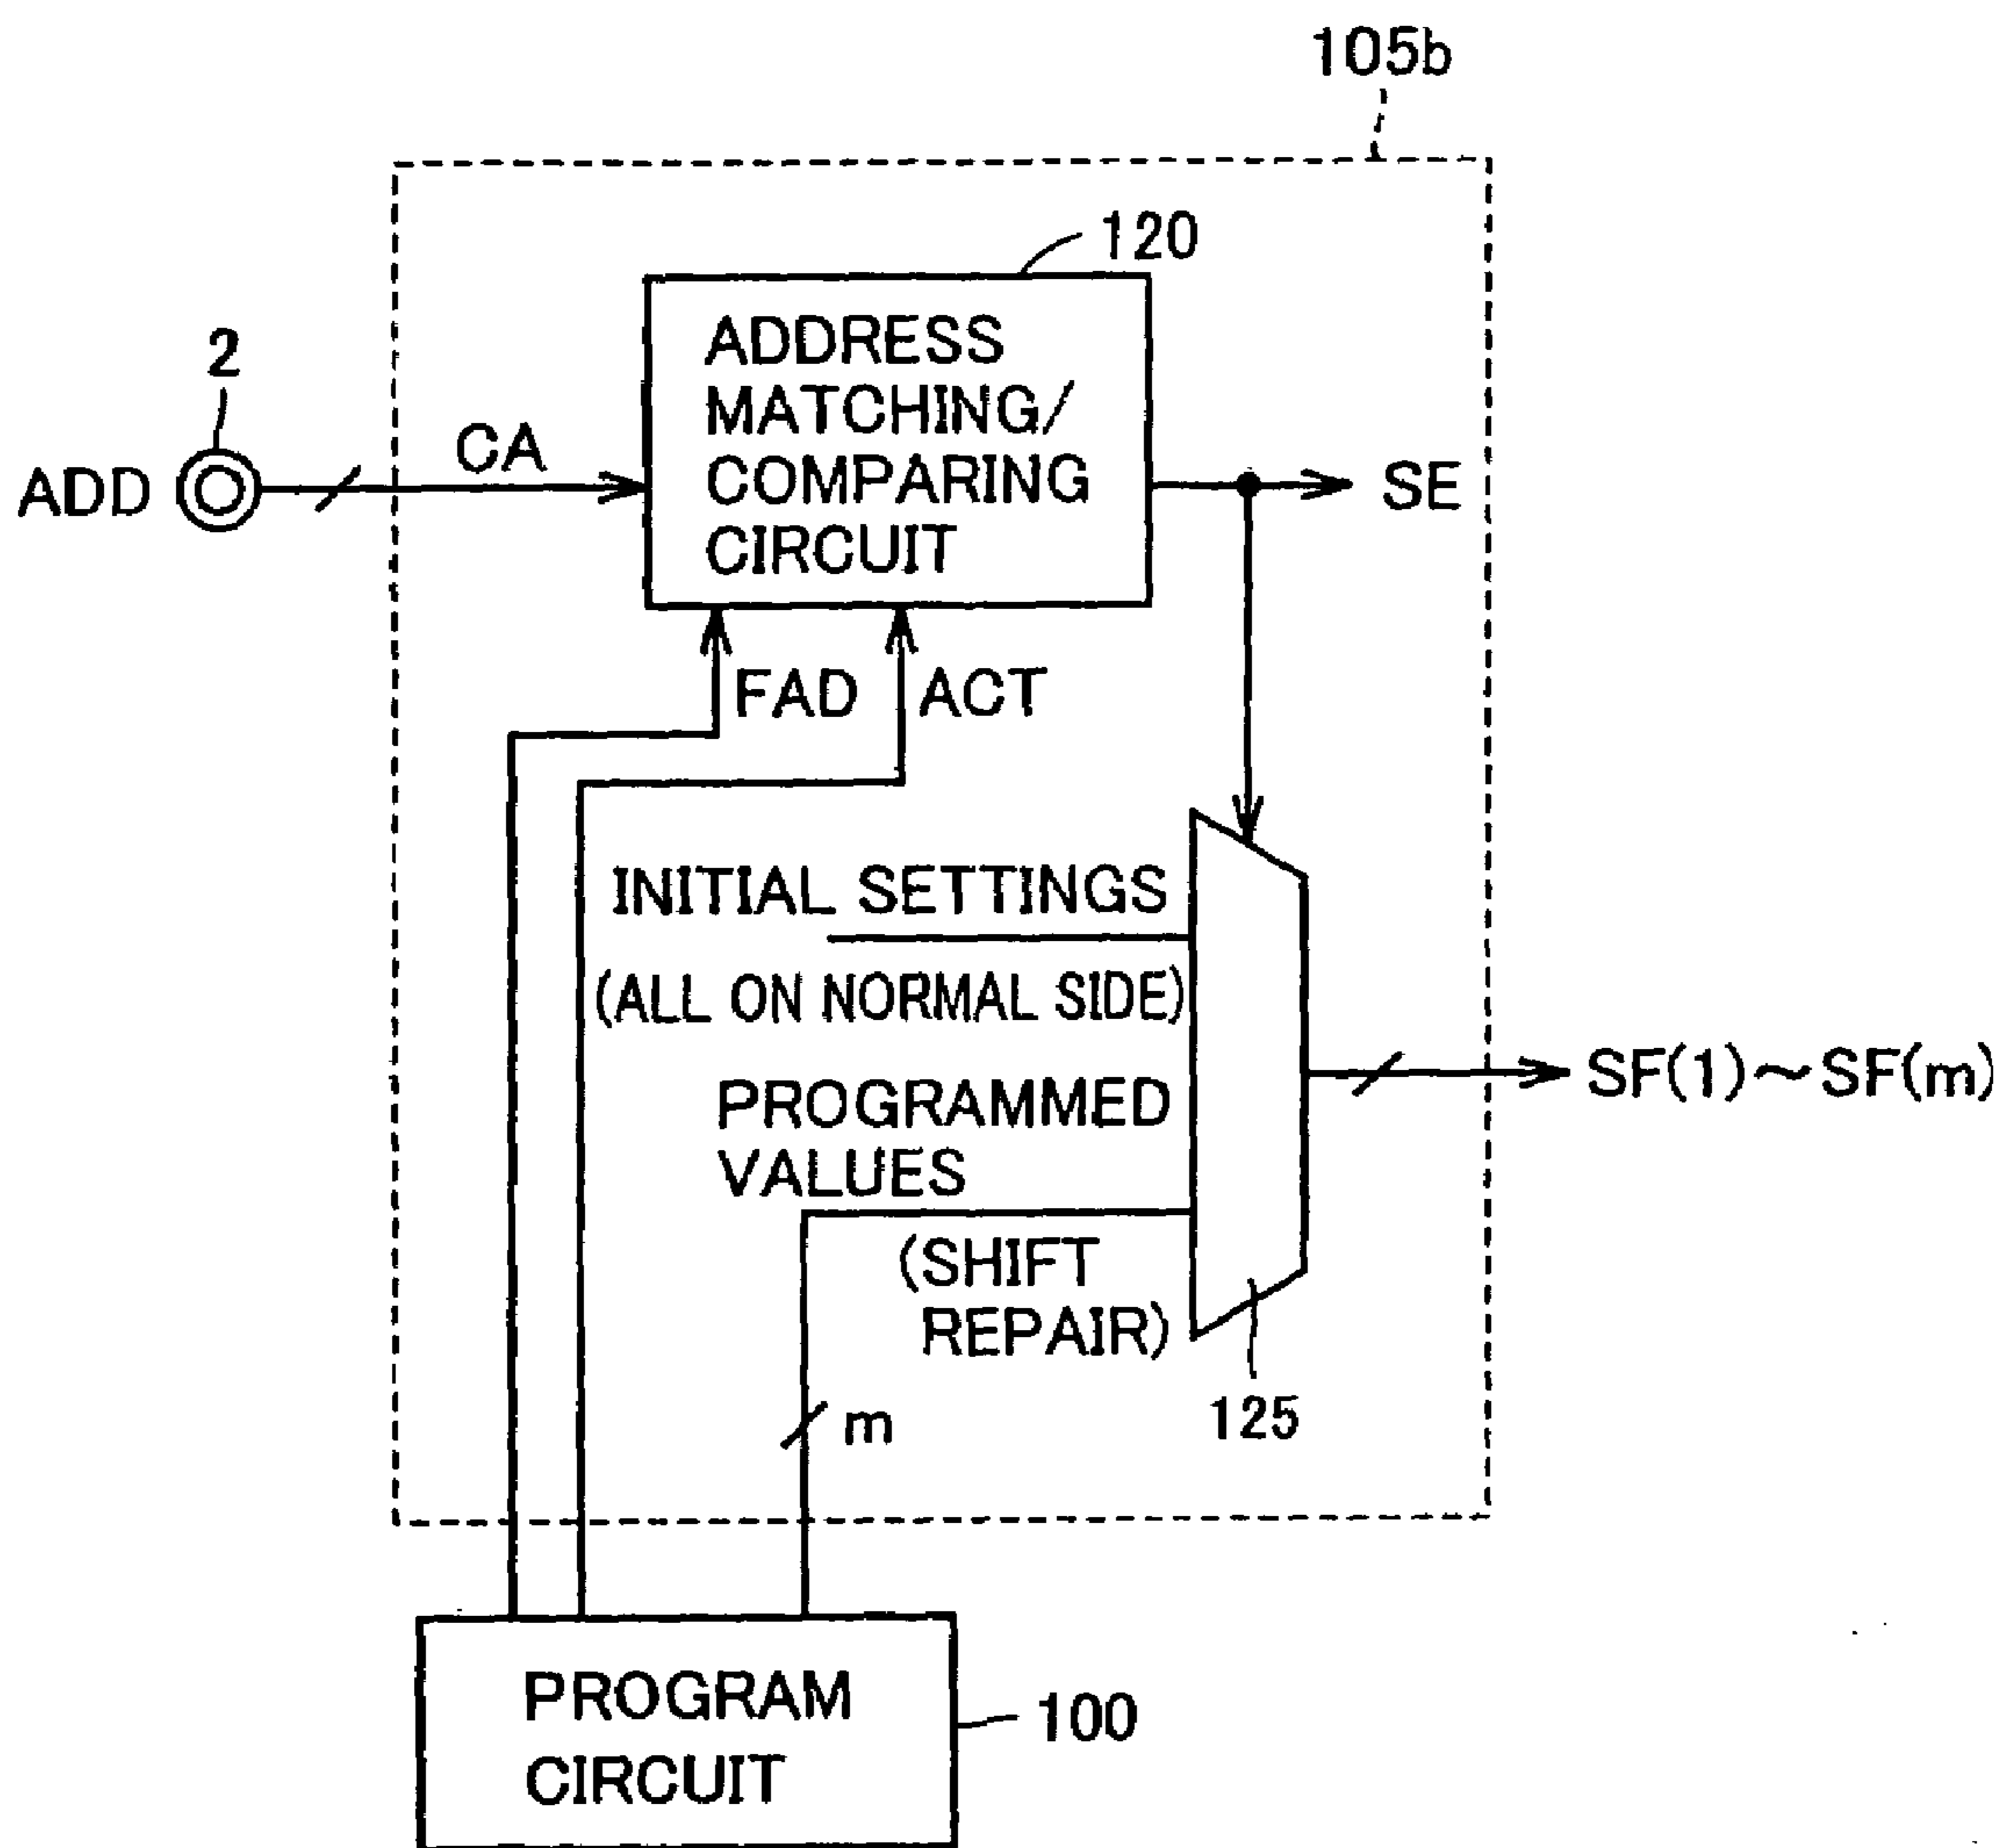 105b
120
ADDRESS
MATCHING/
COMPARING
CIRCUIT
2
ADD
CA
SE
FAD
ACT
INITIAL SETTINGS
(ALL ON NORMAL SIDE)
PROGRAMMED
VALUES
SF(1)~SF(m)
(SHIFT
REPAIR)
125
m
PROGRAM
CIRCUIT
100